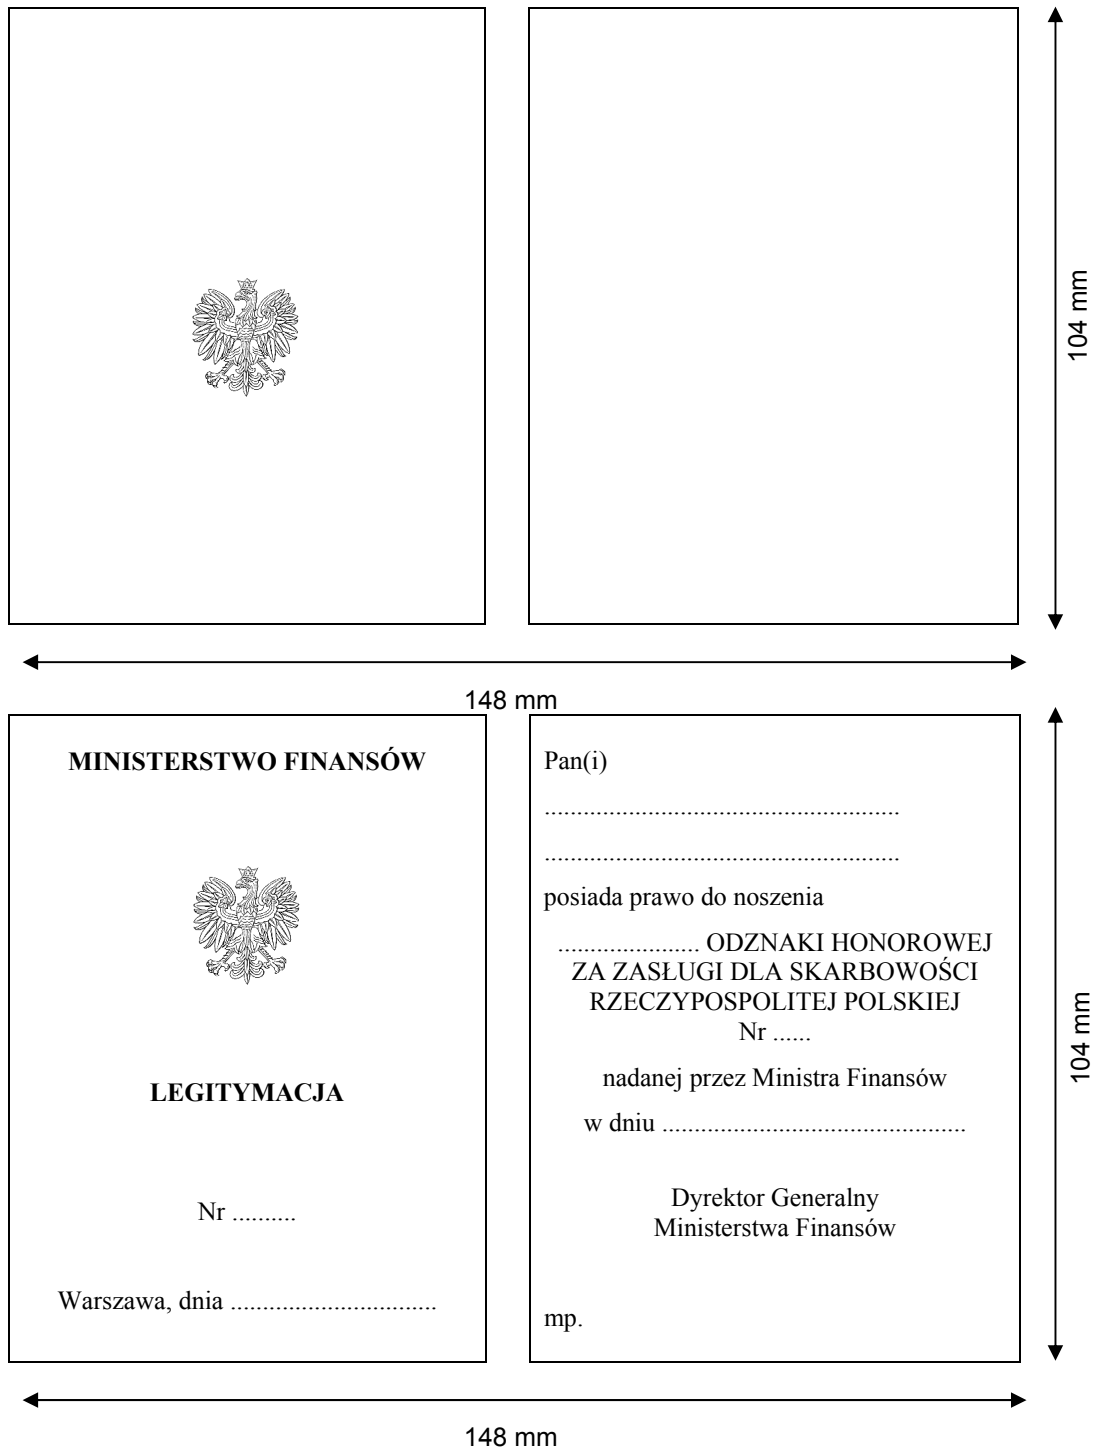 104 mm
148 mm
MINISTERSTWO FINANSÓW
LEGITYMACJA
Nr ..........
Warszawa, dnia ................................
Pan(i)
.......................................................
.......................................................
posiada prawo do noszenia
...................... ODZNAKI HONOROWEJ
ZA ZASŁUGI DLA SKARBOWOŚCI
RZECZYPOSPOLITEJ POLSKIEJ
Nr ......
nadanej przez Ministra Finansów
w dniu ...............................................
Dyrektor Generalny
Ministerstwa Finansów
mp.
104 mm
148 mm